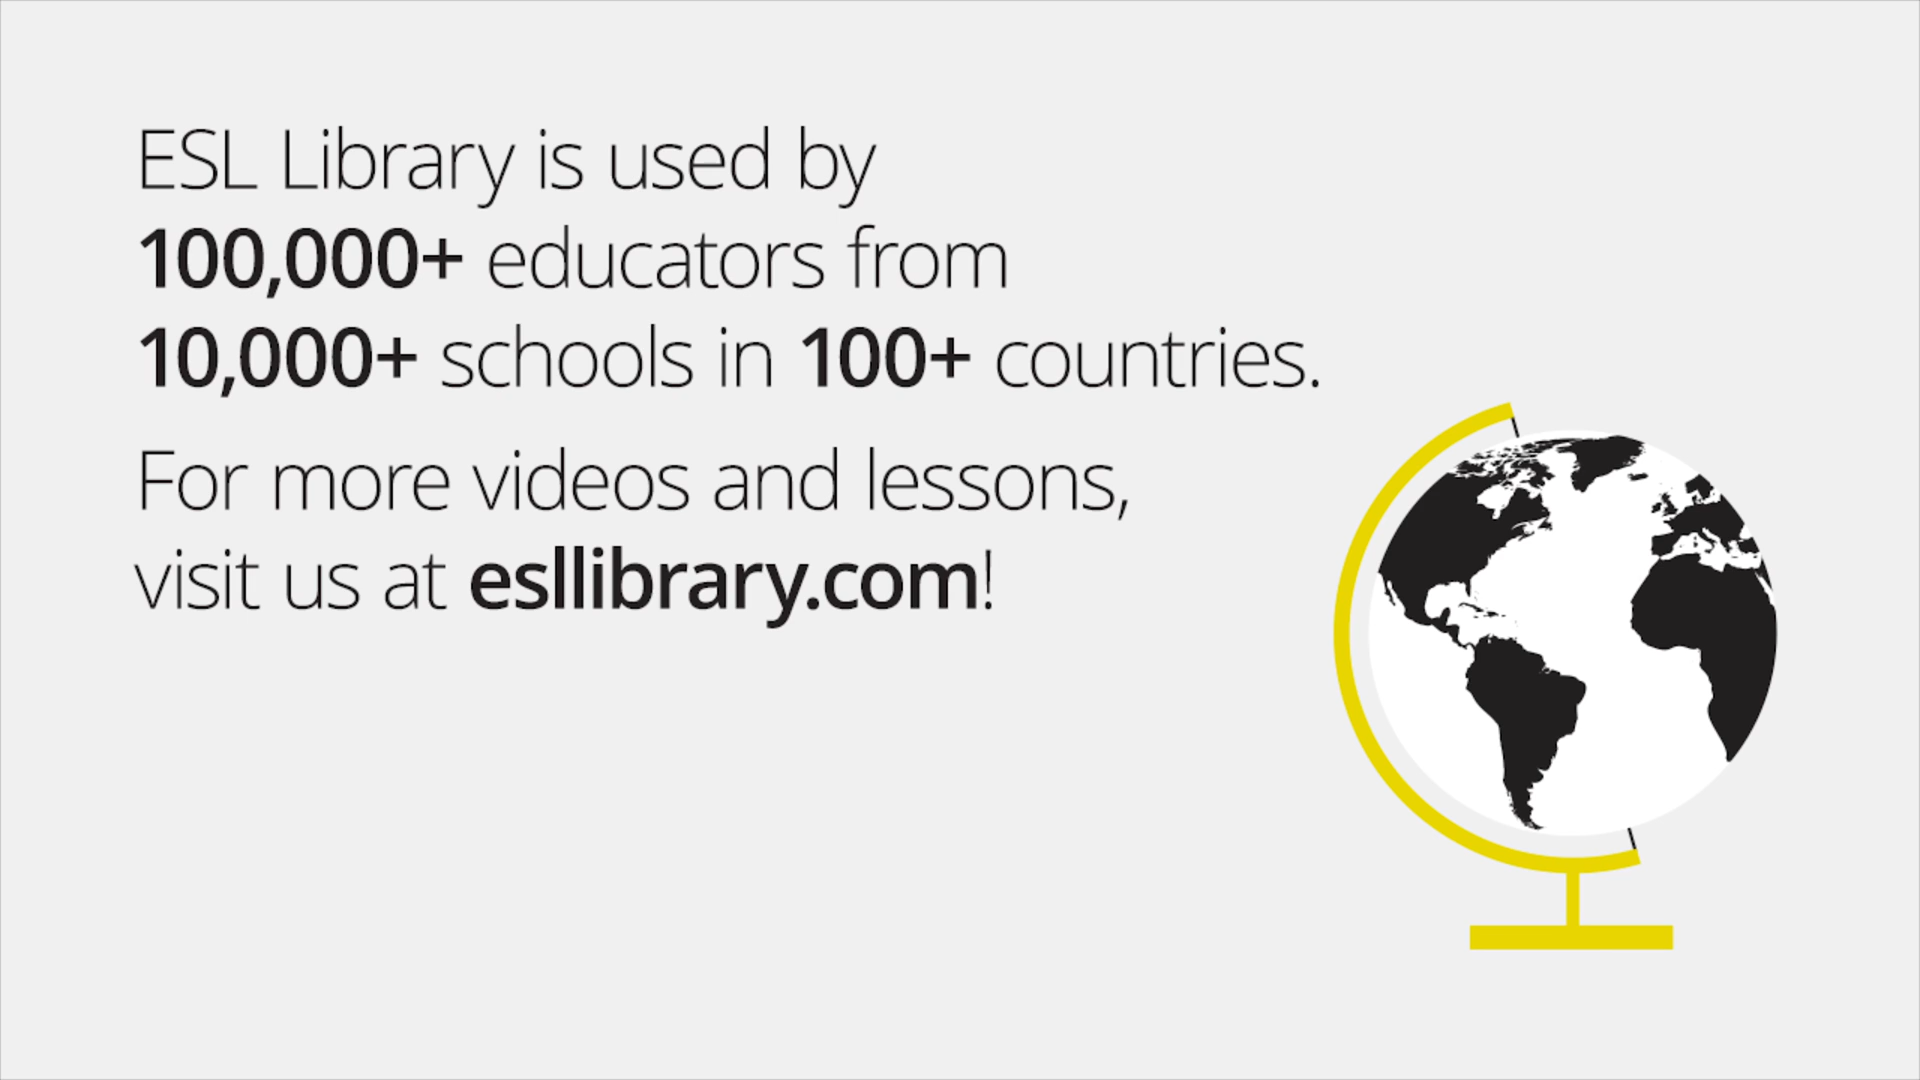 ESL Library is used by
100,000+ educators from
10,000+ schools in 100+ countries.
For more videos and lessons,
visit us at esllibrary.com!